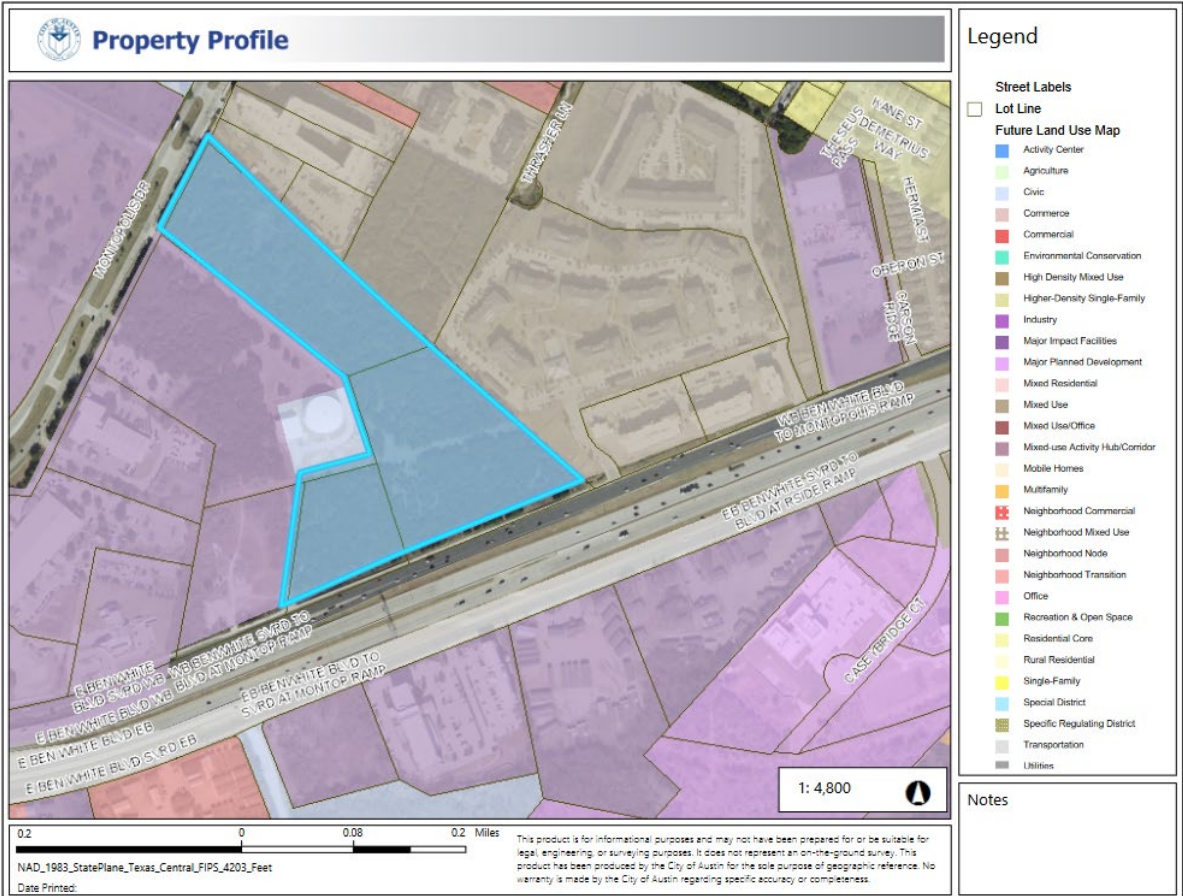 Property Profile
KANE ST
DEMETRIUS
WAY
THESEUS
PASS
THRASHER LN
MONTOPOLIS DR
HERMIA ST
OBERON ST
CARSON
RIDGE
WB BEN WHITE BLVD
TO MONTOPOLIS RAMP
EB BEN WHITE SVRD TO
BLVD AT RSIDE RAMP
CASEYBRIDGE CT
E BEN WHITE
BLVD SVRD WB
WB BEN WHITE SVRD TO
BLVD AT MONTOP RAMP
E BEN WHITE BLVD WB
EB BEN WHITE BLVD TO
SVRD AT MONTOP RAMP
E BEN WHITE BLVD EB
E BEN WHITE BLVD SVRD EB
1: 4,800
Legend
Street Labels
Lot Line
Future Land Use Map
Activity Center
Agriculture
Civic
Commerce
Commercial
Environmental Conservation
High Density Mixed Use
Higher-Density Single-Family
Industry
Major Impact Facilities
Major Planned Development
Mixed Residential
Mixed Use
Mixed Use/Office
Mixed-use Activity Hub/Corridor
Mobile Homes
Multifamily
Neighborhood Commercial
Neighborhood Mixed Use
Neighborhood Node
Neighborhood Transition
Office
Recreation & Open Space
Residential Core
Rural Residential
Single-Family
Special District
Specific Regulating District
Transportation
Utilities
Notes
0.2 0 0.08 0.2 Miles
NAD_1983_StatePlane_Texas_Central_FIPS_4203_Feet
Date Printed:
This product is for informational purposes and may not have been prepared for or be suitable for
legal, engineering, or surveying purposes. It does not represent an on-the-ground survey. This
product has been produced by the City of Austin for the sole purpose of geographic reference. No
warranty is made by the City of Austin regarding specific accuracy or completeness.